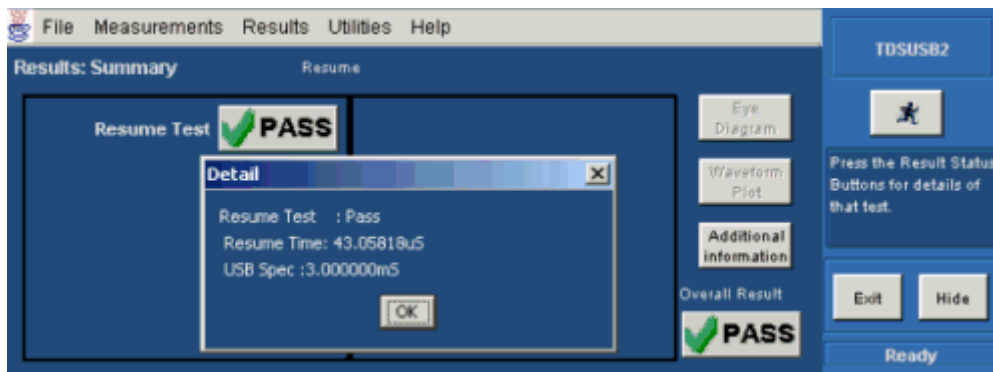 File Measurements Results Utilities Help
Results: Summary
Resume
Resume Test
PASS
Detail
Resume Test : Pass
Resume Time: 43.05818uS
USB Spec :3.000000mS
OK
Eye
Diagram
Waveform
Plot
Additional
information
Overall Result
PASS
TDSUSB2
Press the Result Status
Buttons for details of
that test.
Exit
Hide
Ready